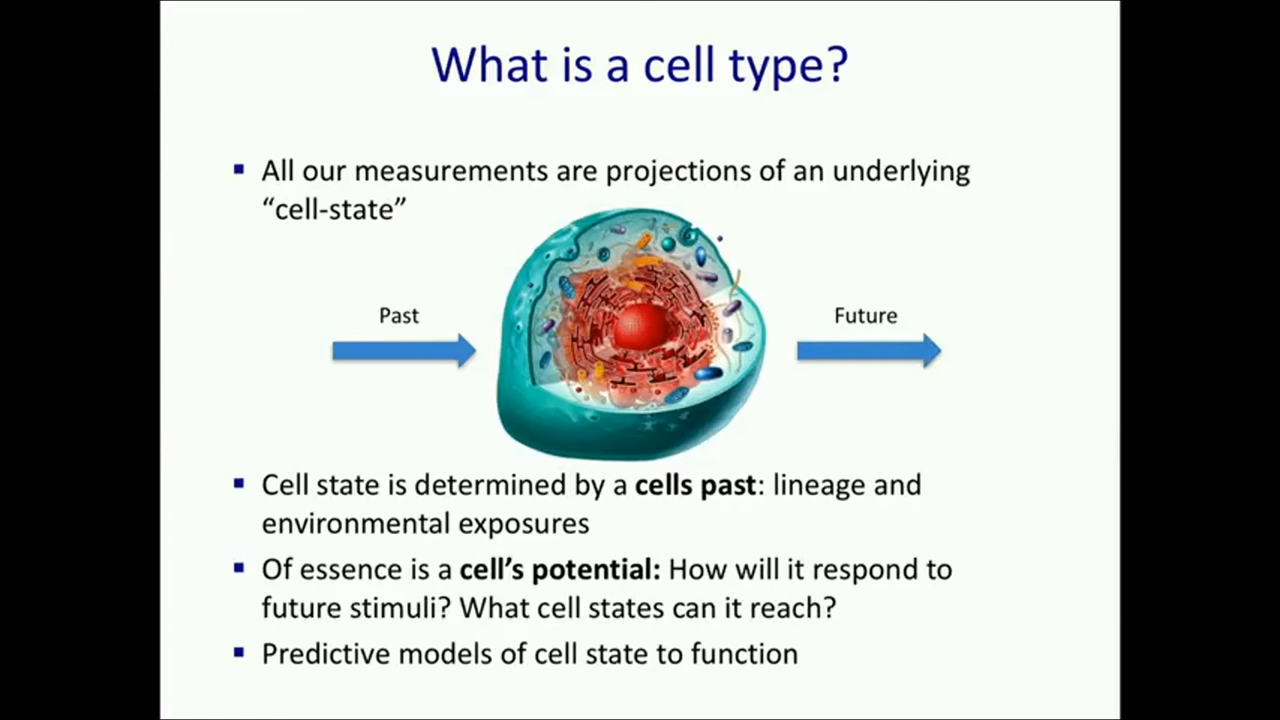 What is a cell type?
▪ All our measurements are projections of an underlying
“cell-state”
Past
Future
▪ Cell state is determined by a cells past: lineage and
environmental exposures
▪ Of essence is a cell’s potential: How will it respond to
future stimuli? What cell states can it reach?
▪ Predictive models of cell state to function